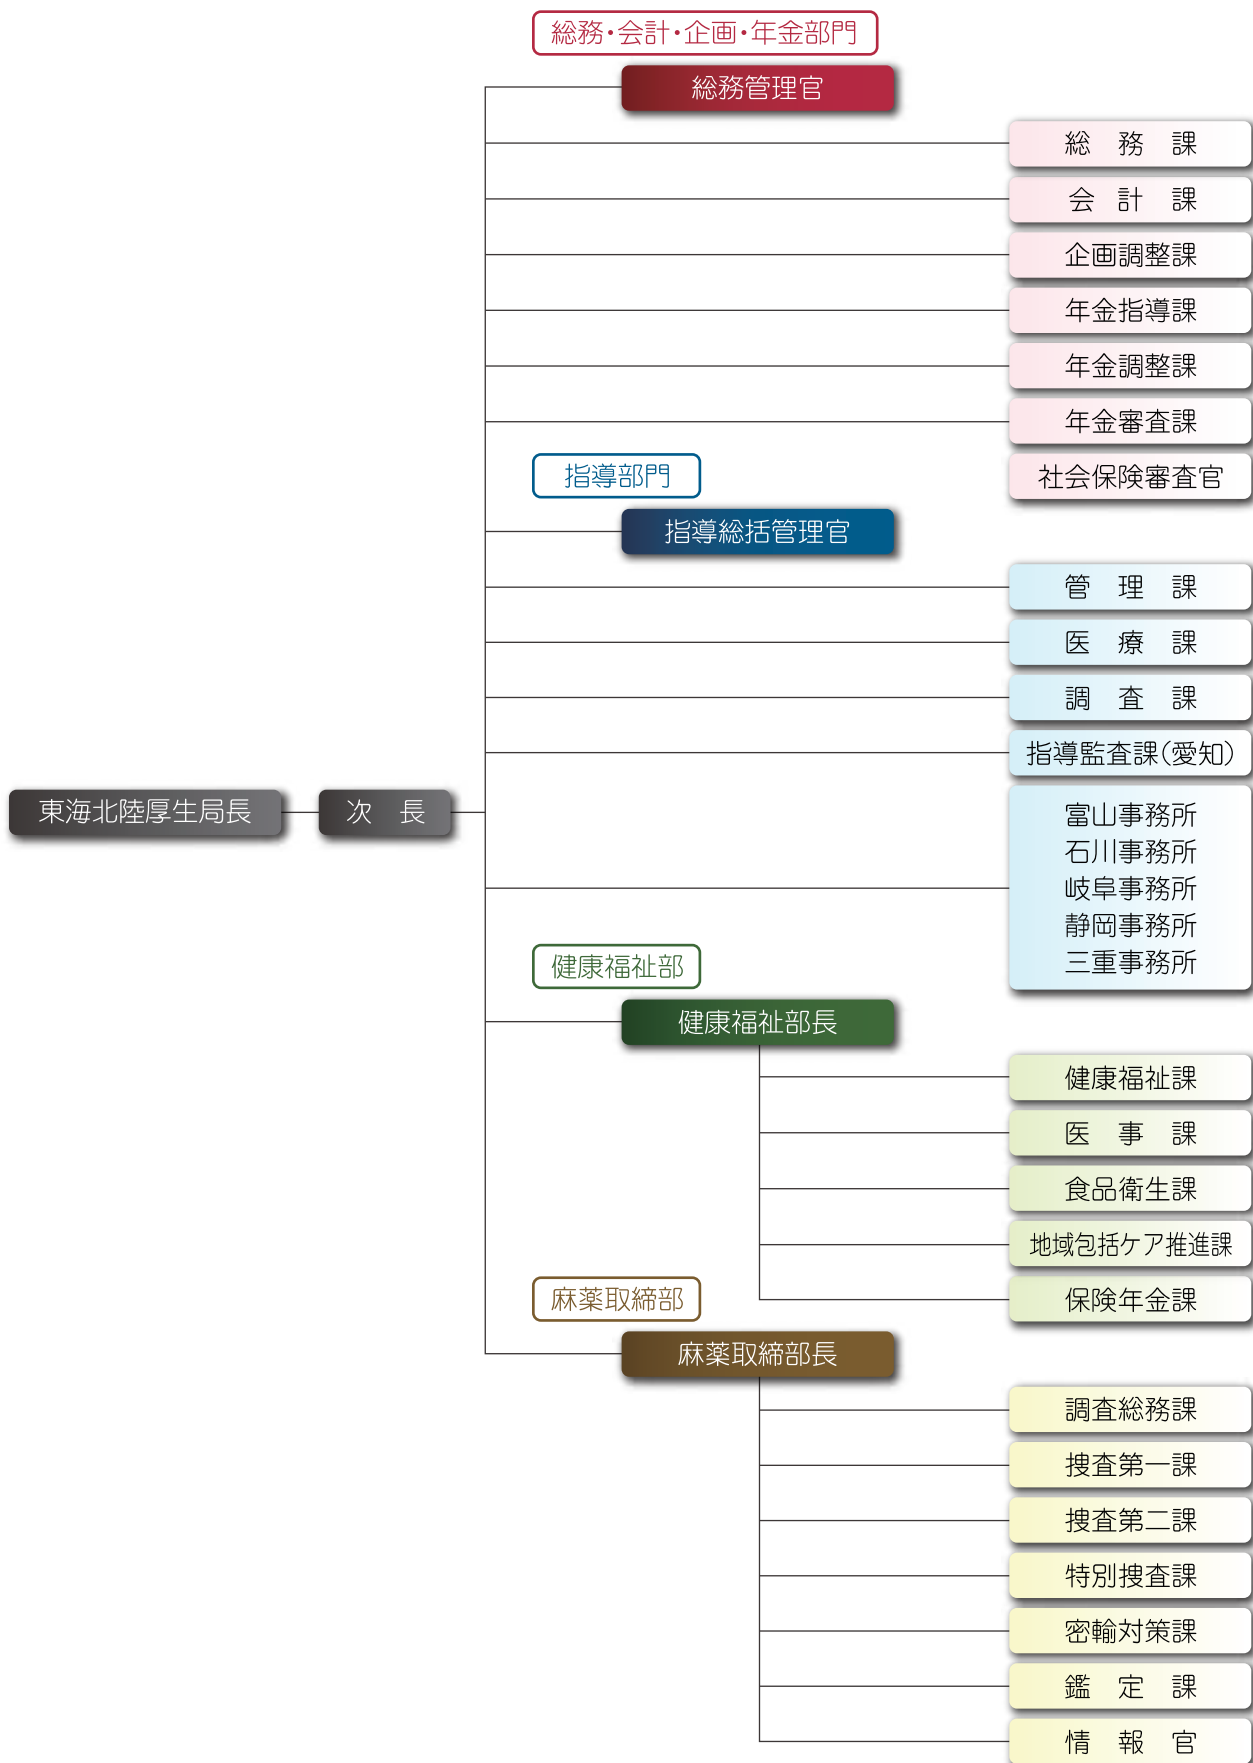 総務・会計・企画・年金部門
総務管理官
総　務　課
会　計　課
企画調整課
年金指導課
年金調整課
年金審査課
社会保険審査官
指導部門
指導総括管理官
管　理　課
医　療　課
調　査　課
指導監査課(愛知)
東海北陸厚生局長
次　長
富山事務所
石川事務所
岐阜事務所
静岡事務所
三重事務所
健康福祉部
健康福祉部長
健康福祉課
医　事　課
食品衛生課
地域包括ケア推進課
保険年金課
麻薬取締部
麻薬取締部長
調査総務課
捜査第一課
捜査第二課
特別捜査課
密輸対策課
鑑　定　課
情　報　官